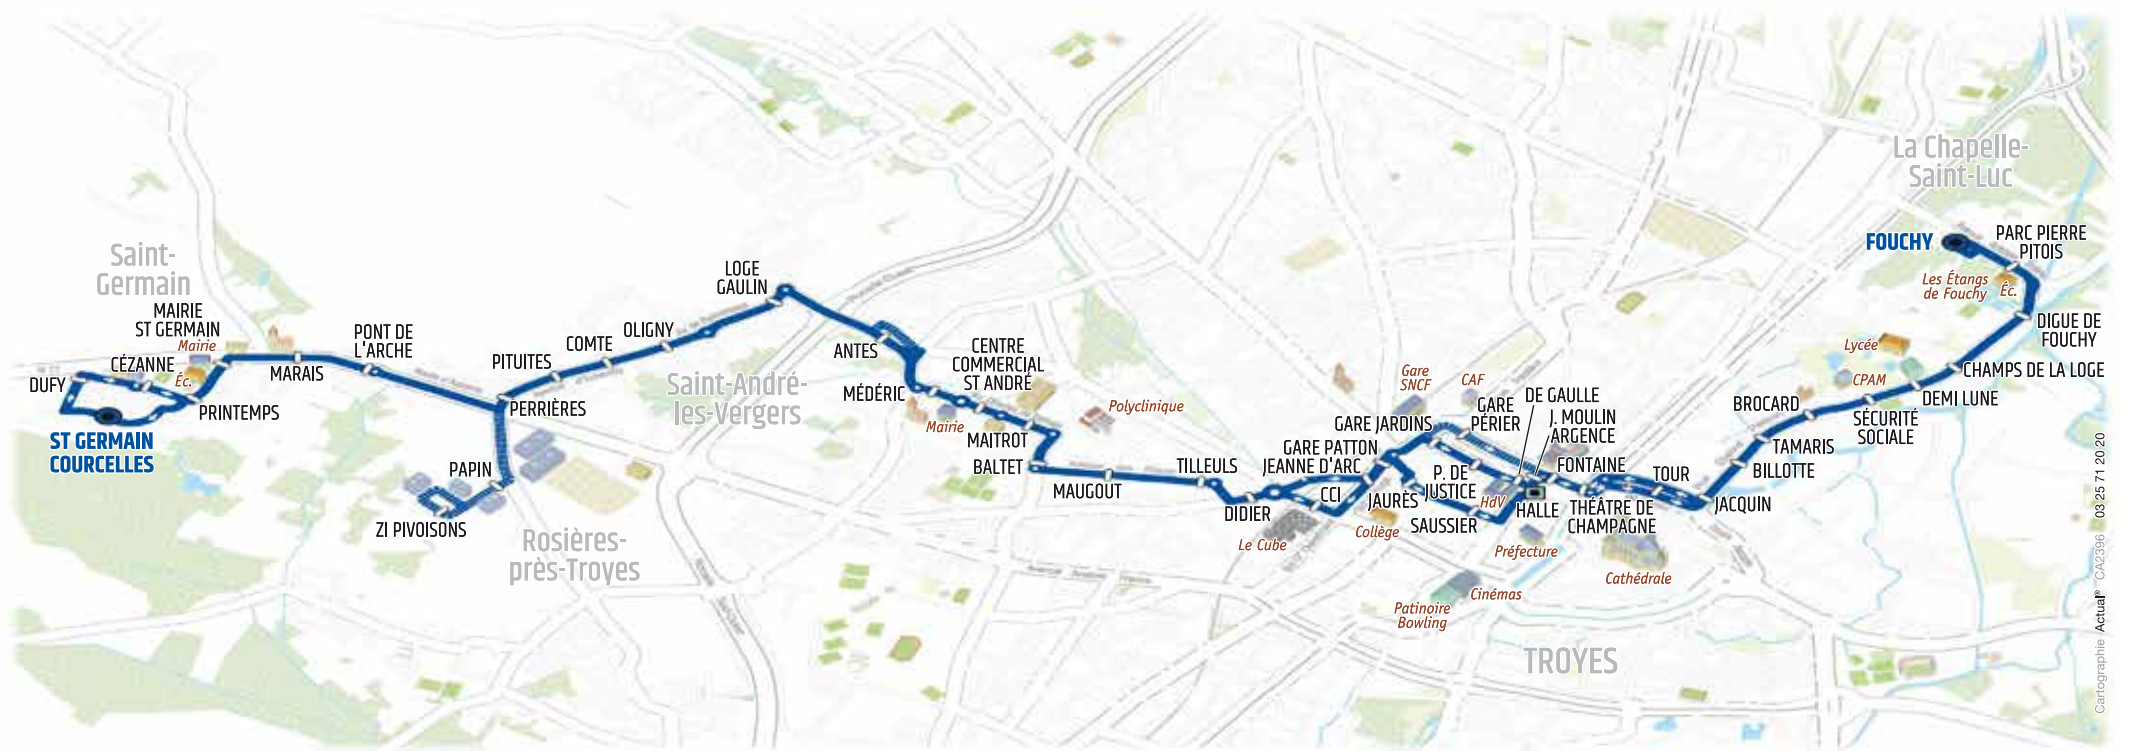 Saint-
Germain
MAIRIE
ST GERMAIN
Mairie
CÉZANNE
Éc.
DUFY
PRINTEMPS
ST GERMAIN
COURCELLES
MARAIS
PONT DE
L'ARCHE
PERRIÈRES
PAPIN
ZI PIVOISONS
Rosières-
près-Troyes
PITUITES
COMTE
OLIGNY
LOGE
GAULIN
Saint-André-
les-Vergers
ANTES
MÉDÉRIC
Mairie
CENTRE
COMMERCIAL
ST ANDRÉ
MAITROT
BALTET
Polyclinique
MAUGOUT
TILLEULS
DIDIER
Le Cube
JEANNE D'ARC
GARE PATTON
GARE JARDINS
CCI
Gare
SNCF
CAF
GARE
PÉRIER
JAURÈS
Collège
P. DE
JUSTICE
SAUSSIER
HdV
DE GAULLE
J. MOULIN
ARGENCE
HALLE
Préfecture
Cinémas
Patinoire
Bowling
FONTAINE
THÉÂTRE DE
CHAMPAGNE
Cathédrale
TROYES
TOUR
JACQUIN
BILLOTTE
TAMARIS
BROCARD
SÉCURITÉ
SOCIALE
CPAM
Lycée
DEMI LUNE
CHAMPS DE LA LOGE
DIGUE DE
FOUCHY
Les Étangs
de Fouchy
Éc.
PARC PIERRE
PITOIS
FOUCHY
La Chapelle-
Saint-Luc
Cartographie Actual® CA2396 03 25 71 20 20